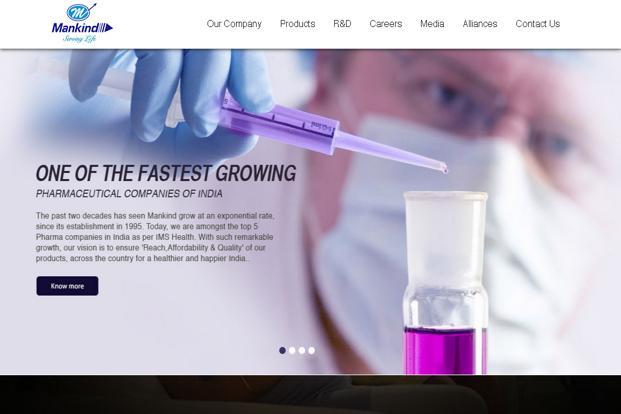 Mankind
Serving Life
Our Company Products R&D Careers Media Alliances Contact Us
ONE OF THE FASTEST GROWING
PHARMACEUTICAL COMPANIES OF INDIA
The past two decades has seen Mankind grow at an exponential rate,
since its establishment in 1995. Today, we are amongst the top 5
Pharma companies in India as per IMS Health. With such remarkable
growth, our vision is to ensure 'Reach,Affordability & Quality' of our
products, across the country for a healthier and happier India..
Know more